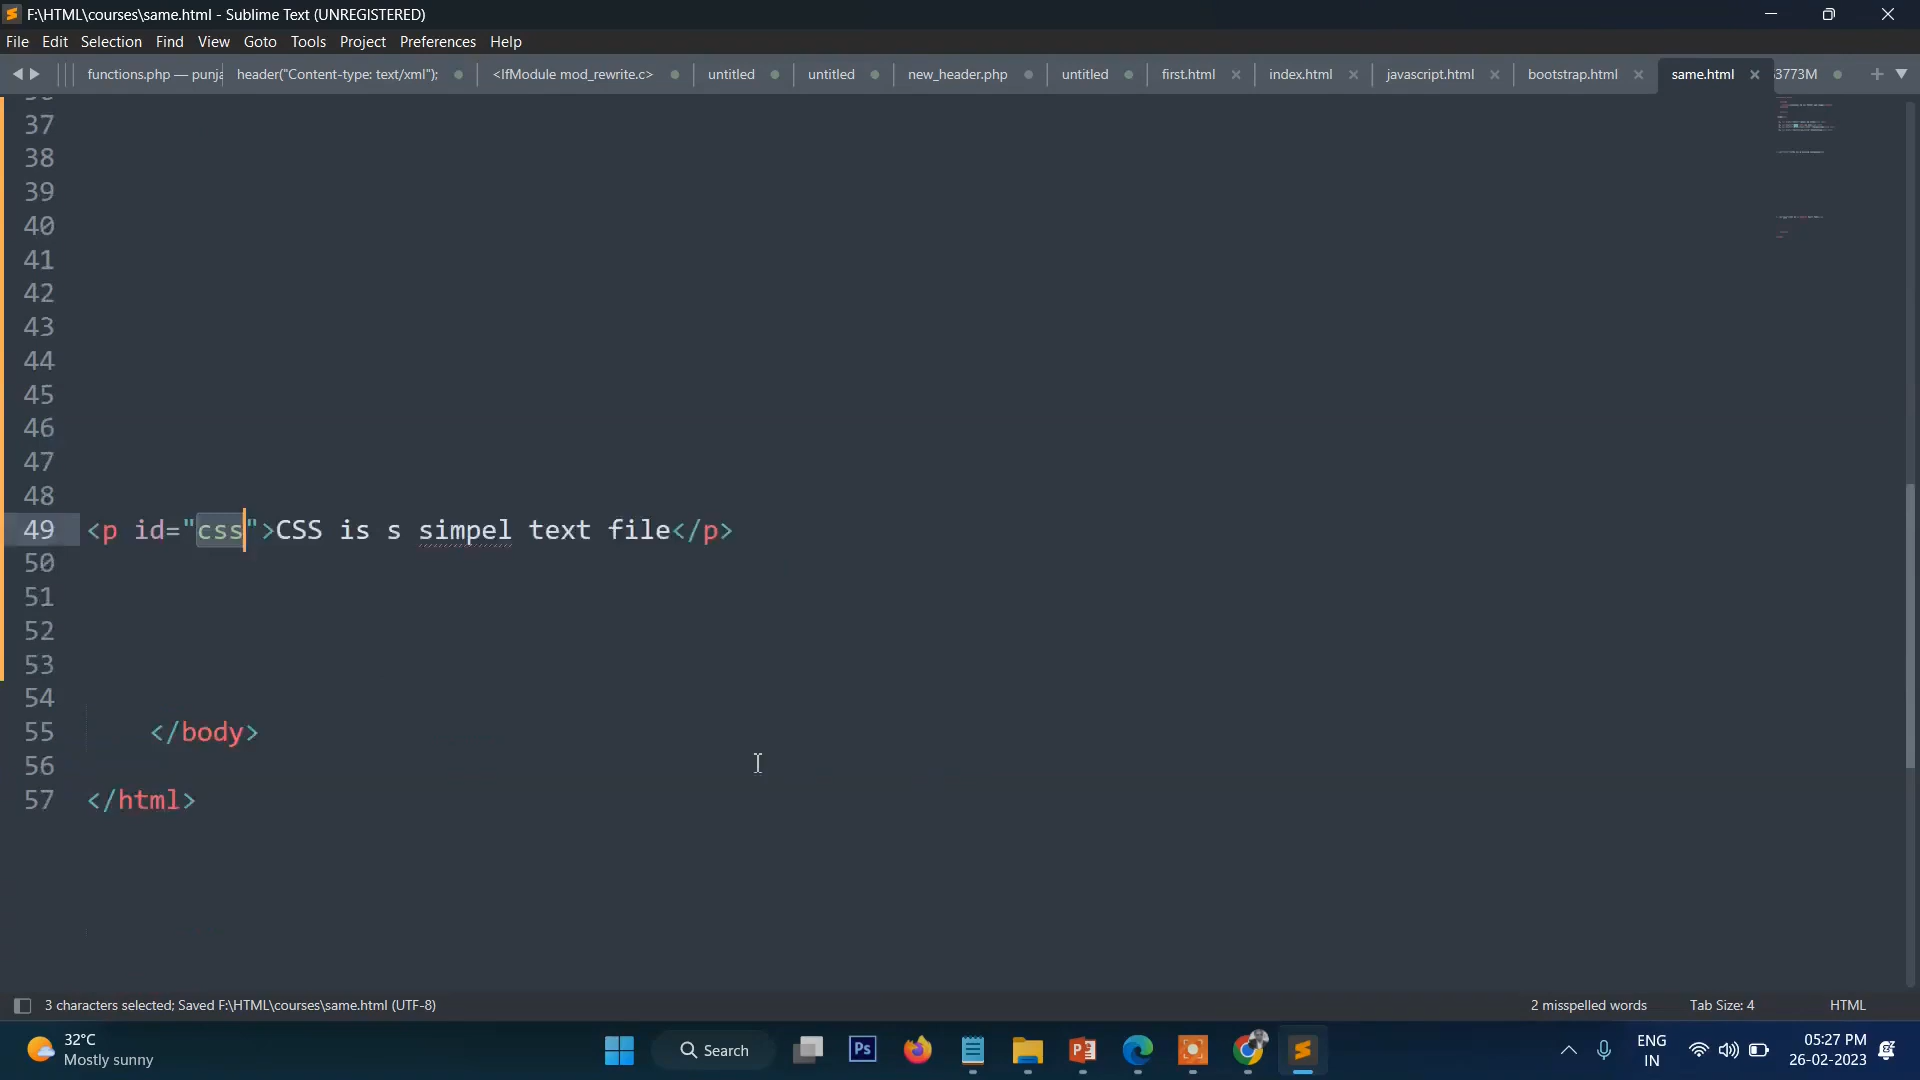 F:\HTML\courses\same.html - Sublime Text (UNREGISTERED)
File Edit Selection Find View Goto Tools Project Preferences Help
functions.php — punja header("Content-type: text/xml"); <IfModule mod_rewrite.c> untitled untitled new_header.php untitled first.html index.html javascript.html bootstrap.html same.html 3773M
37
38
39
40
41
42
43
44
45
46
47
48
49 <p id="css">CSS is s simpel text file</p>
50
51
52
53
54
55 </body>
56
57 </html>
3 characters selected; Saved F:\HTML\courses\same.html (UTF-8) 2 misspelled words Tab Size: 4 HTML
32°C
Mostly sunny
Ps
Search
ENG
IN
05:27 PM
26-02-2023